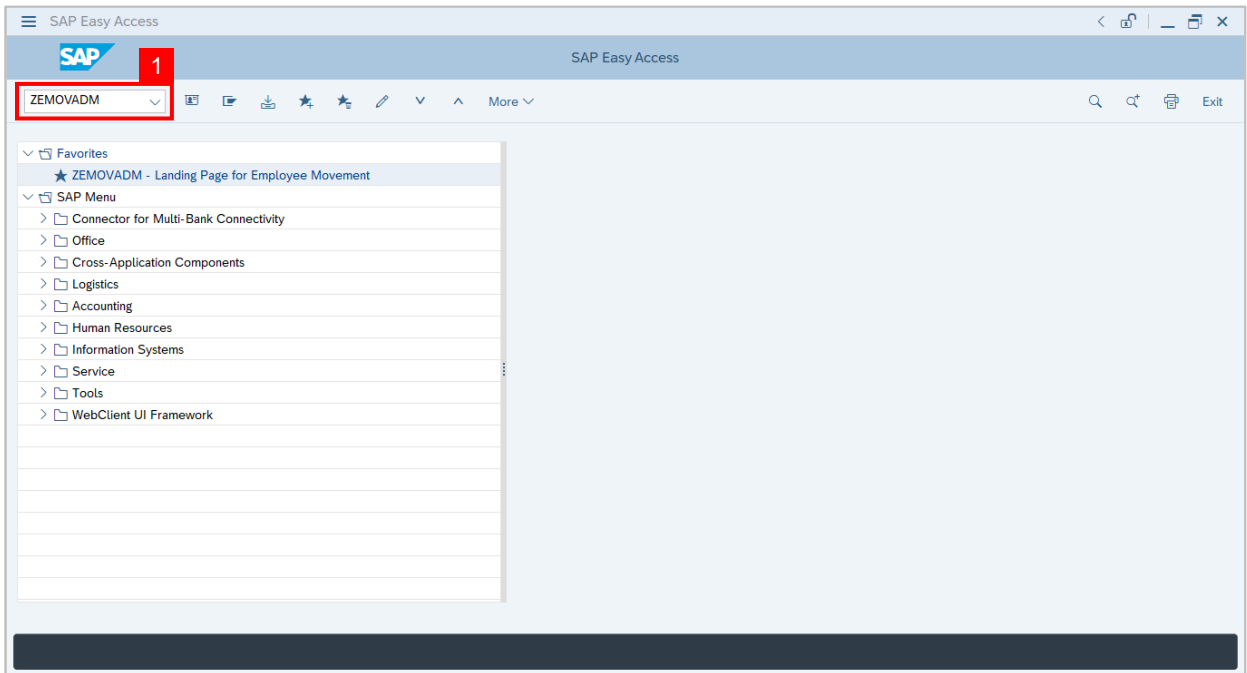 SAP Easy Access
SAP
SAP Easy Access
1
ZEMOVADM
More
Exit
Favorites
ZEMOVADM - Landing Page for Employee Movement
SAP Menu
Connector for Multi-Bank Connectivity
Office
Cross-Application Components
Logistics
Accounting
Human Resources
Information Systems
Service
Tools
WebClient UI Framework